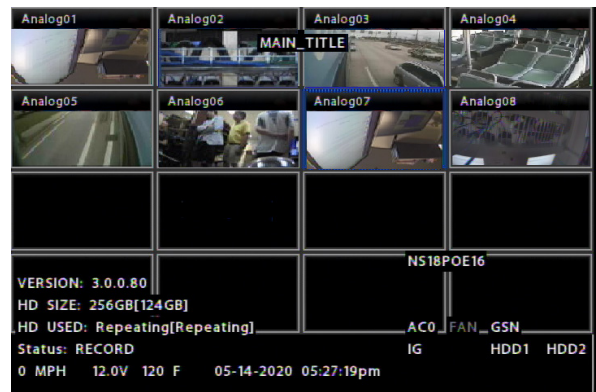 Analog01 Analog02 Analog03 Analog04
MAIN_TITLE
Analog05 Analog06 Analog07 Analog08
NS18POE16
VERSION: 3.0.0.80
HD SIZE: 256GB[124GB]
HD USED: Repeating[Repeating] AC0 FAN GSN
Status: RECORD IG HDD1 HDD2
0 MPH 12.0V 120 F 05-14-2020 05:27:19pm